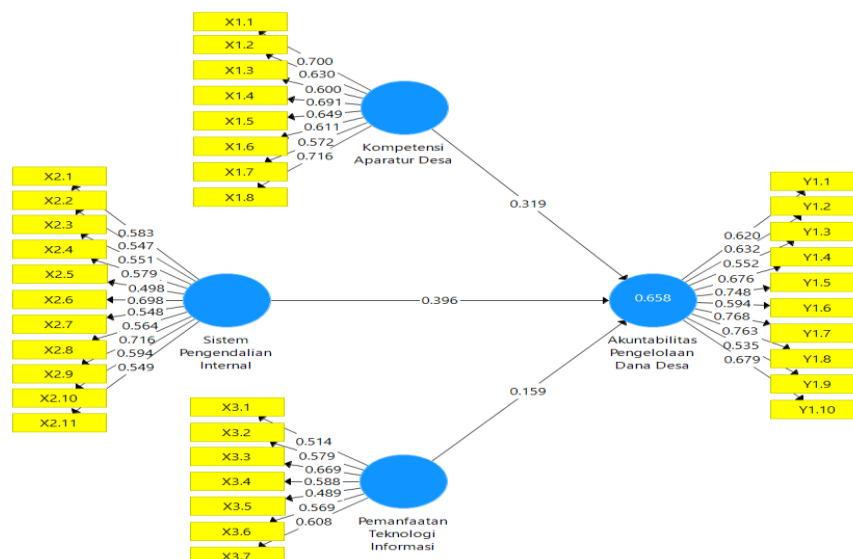 X1.1
X1.2
X1.3
X1.4
X1.5
X1.6
X1.7
X1.8
0.700
0.630
0.600
0.691
0.649
0.611
0.572
0.716
Kompetensi
Aparatur Desa
0.319
X2.1
X2.2
X2.3
X2.4
X2.5
X2.6
X2.7
X2.8
X2.9
X2.10
X2.11
0.583
0.547
0.551
0.579
0.498
0.698
0.548
0.564
0.716
0.594
0.549
Sistem
Pengendalian
Internal
0.396
0.658
Akuntabilitas
Pengelolaan
Dana Desa
0.620
0.632
0.552
0.676
0.748
0.594
0.768
0.763
0.535
0.679
Y1.1
Y1.2
Y1.3
Y1.4
Y1.5
Y1.6
Y1.7
Y1.8
Y1.9
Y1.10
0.159
X3.1
X3.2
X3.3
X3.4
X3.5
X3.6
X3.7
0.514
0.579
0.669
0.588
0.489
0.569
0.608
Pemanfaatan
Teknologi
Informasi